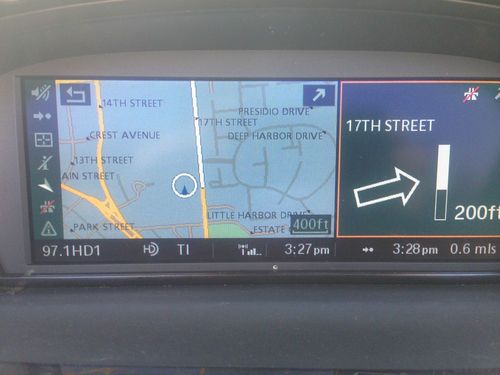 14TH STREET
PRESIDIO DRIVE
17TH STREET
CREST AVENUE
DEEP HARBOR DRIVE
13TH STREET
AIN STREET
LITTLE HARBOR DRIVE
PARK STREET
ESTATE
400ft
17TH STREET
200ft
97.1HD1
TI
3:27pm
3:28pm
0.6 mls